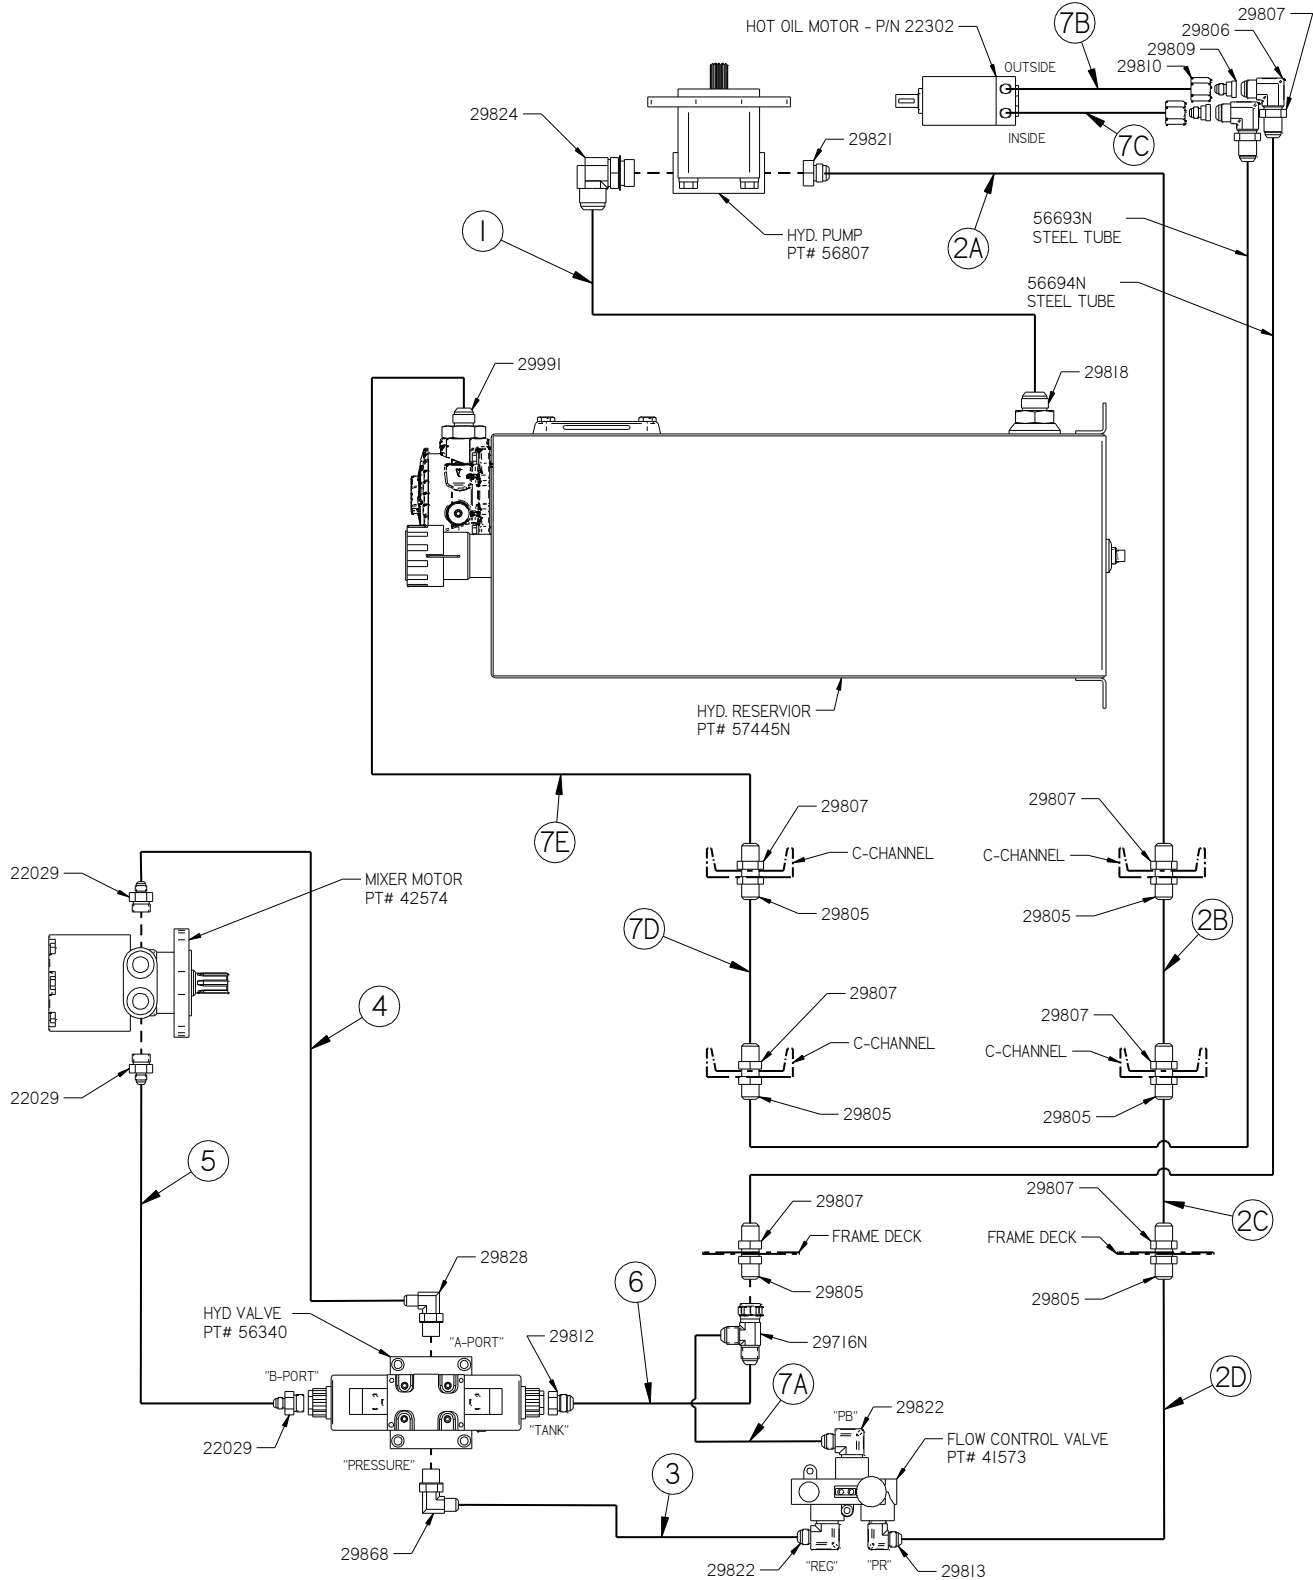 HOT OIL MOTOR - P/N 22302
7B
29807
29806
29809
29810
OUTSIDE
INSIDE
7C
29824
29821
1
HYD. PUMP
PT# 56807
2A
56693N
STEEL TUBE
56694N
STEEL TUBE
29991
29818
HYD. RESERVIOR
PT# 57445N
7E
29807
C-CHANNEL
29805
29807
C-CHANNEL
29805
22029
MIXER MOTOR
PT# 42574
7D
2B
4
29807
C-CHANNEL
29805
29807
C-CHANNEL
29805
22029
5
29807
FRAME DECK
29805
29807
FRAME DECK
29805
2C
29828
6
HYD VALVE
PT# 56340
"A-PORT"
29812
29716N
"B-PORT"
7A
2D
22029
"TANK"
"PB"
29822
FLOW CONTROL VALVE
PT# 41573
"PRESSURE"
3
29868
29822
"REG"
"PR"
29813